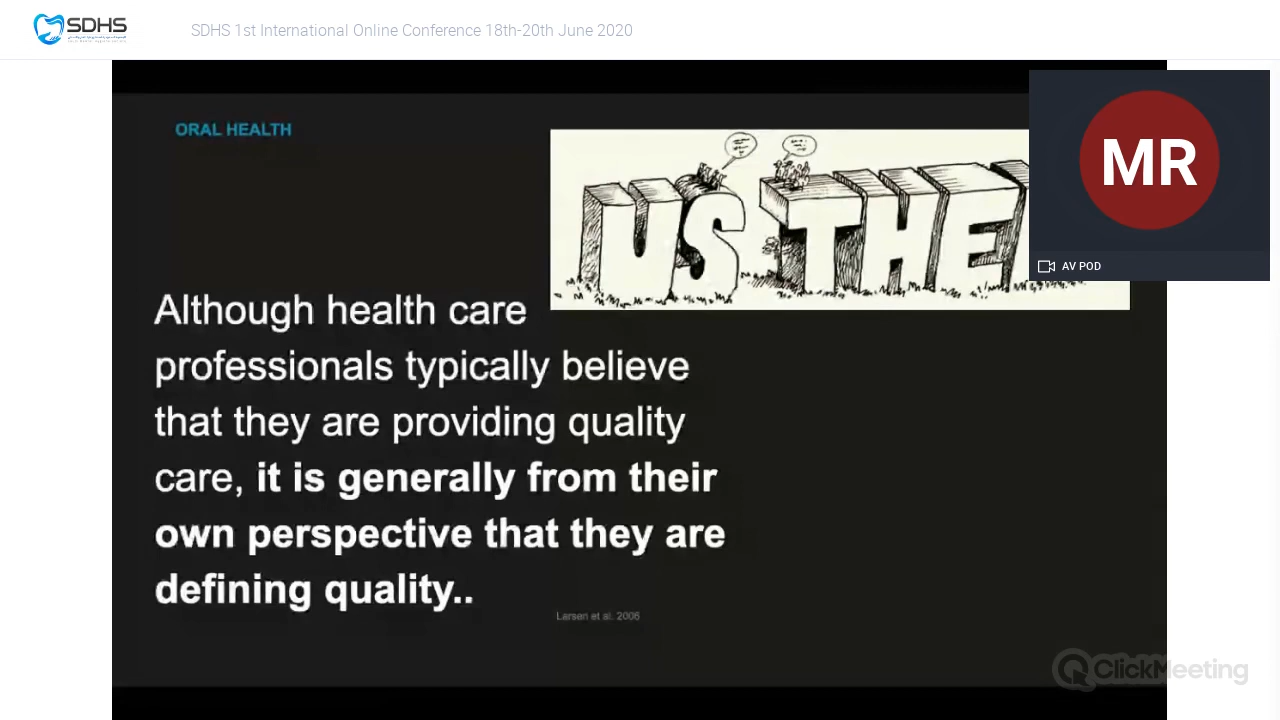 SDHS
SDHS 1st International Online Conference 18th-20th June 2020
ORAL HEALTH
US THE
MR
AV POD
Although health care
professionals typically believe
that they are providing quality
care, it is generally from their
own perspective that they are
defining quality..
Larsen et al. 2006
ClickMeeting